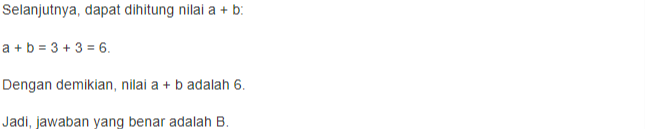 Selanjutnya, dapat dihitung nilai a + b:
a + b = 3 + 3 = 6.
Dengan demikian, nilai a + b adalah 6.
Jadi, jawaban yang benar adalah B.